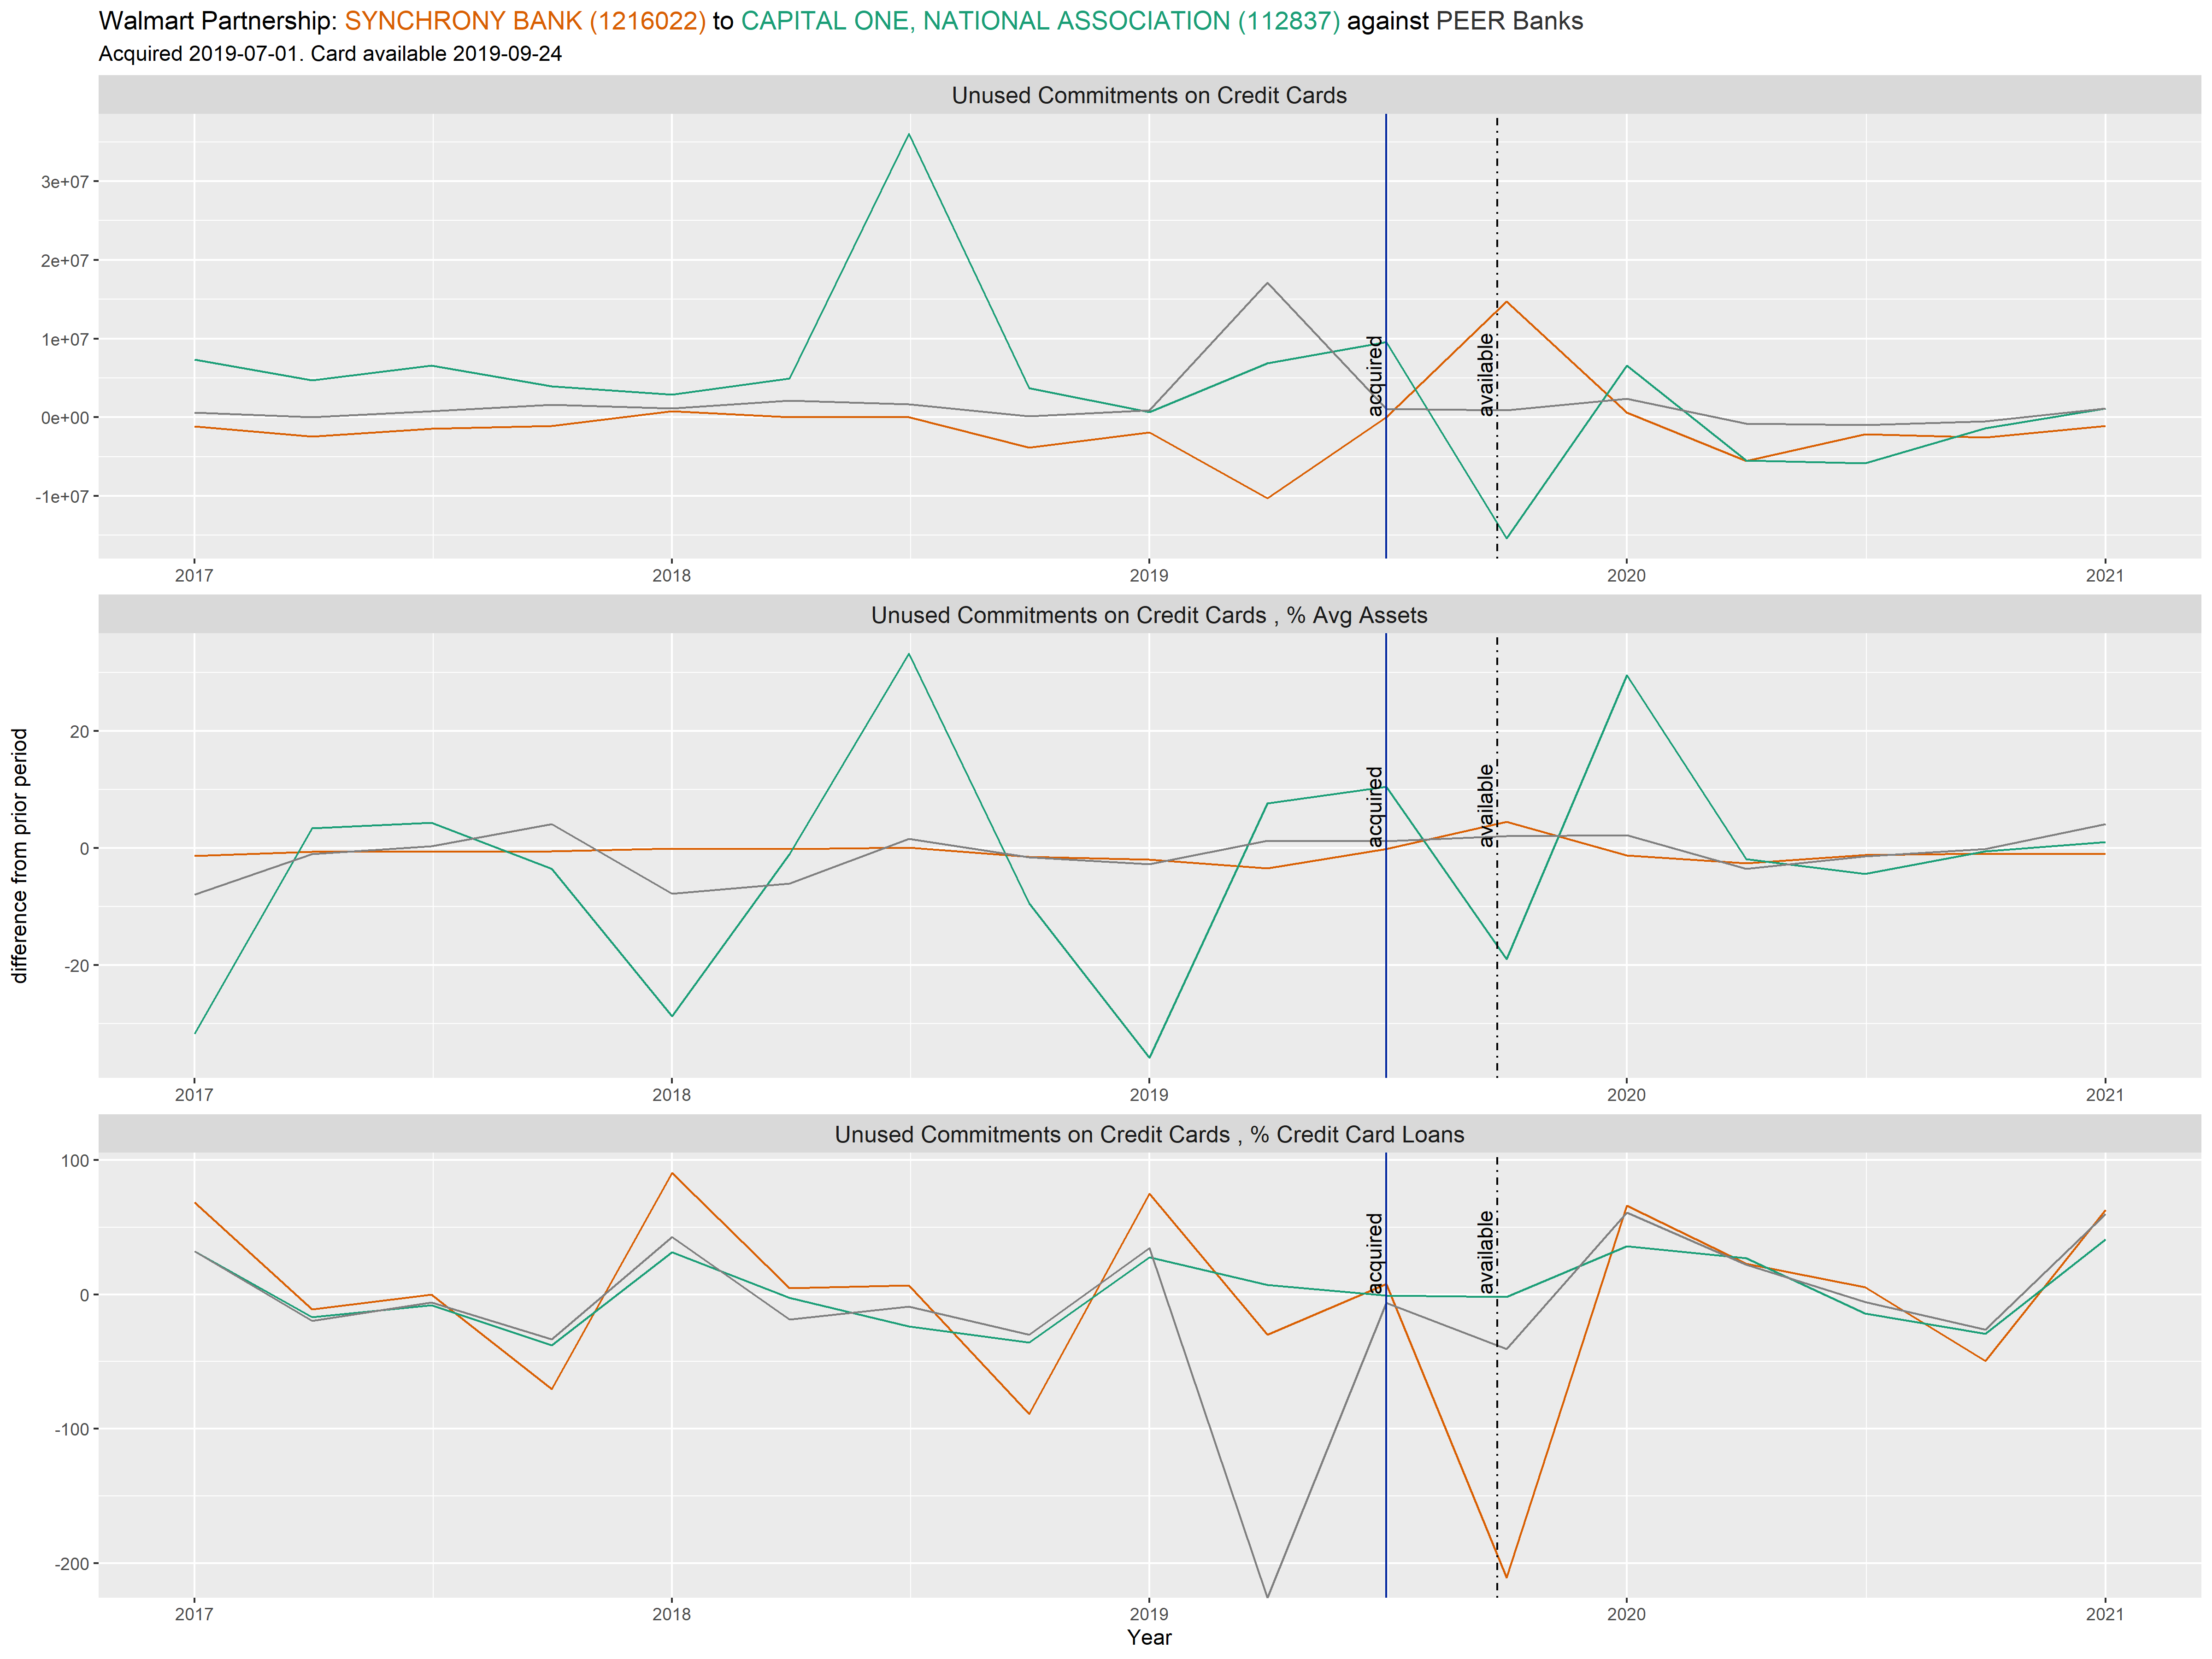 Walmart Partnership: SYNCHRONY BANK (1216022) to CAPITAL ONE, NATIONAL ASSOCIATION (112837) against PEER Banks
Acquired 2019-07-01. Card available 2019-09-24
Unused Commitments on Credit Cards
3e+07
2e+07
1e+07
0e+00
-1e+07
acquired
available
2017
2018
2019
2020
2021
Unused Commitments on Credit Cards , % Avg Assets
difference from prior period
20
0
-20
acquired
available
2017
2018
2019
2020
2021
Unused Commitments on Credit Cards , % Credit Card Loans
100
0
-100
-200
acquired
available
2017
2018
2019
2020
2021
Year